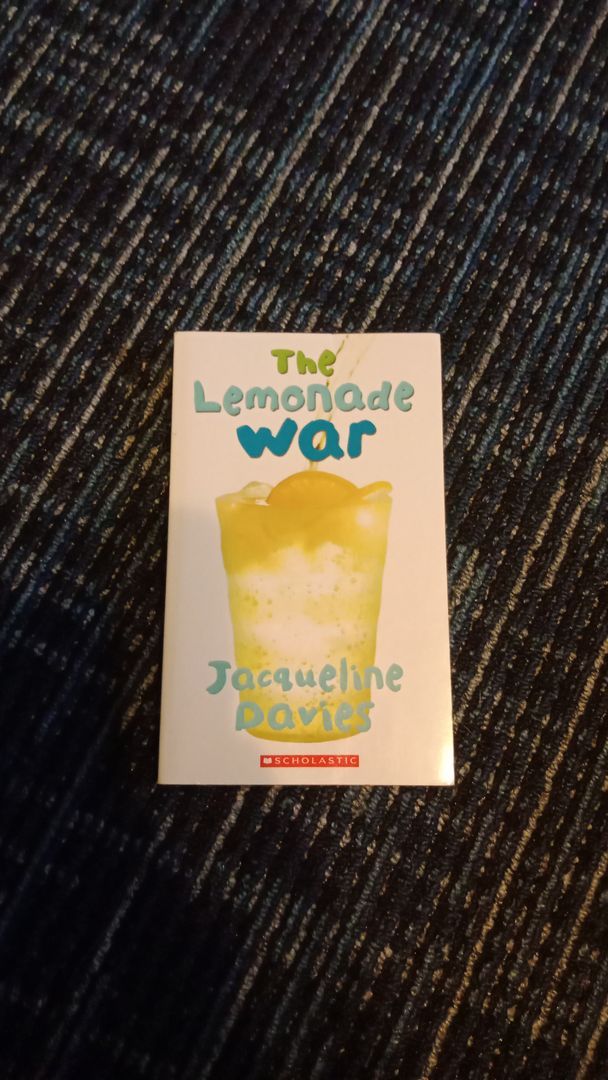 The
Lemonade
war
Jacqueline
Davies
SCHOLASTIC